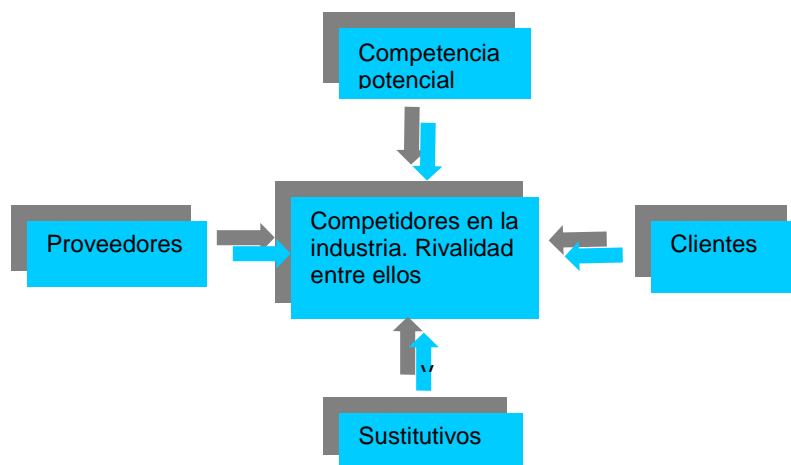 Competencia
potencial
Proveedores
Competidores en la
industria. Rivalidad
entre ellos
Clientes
Sustitutivos